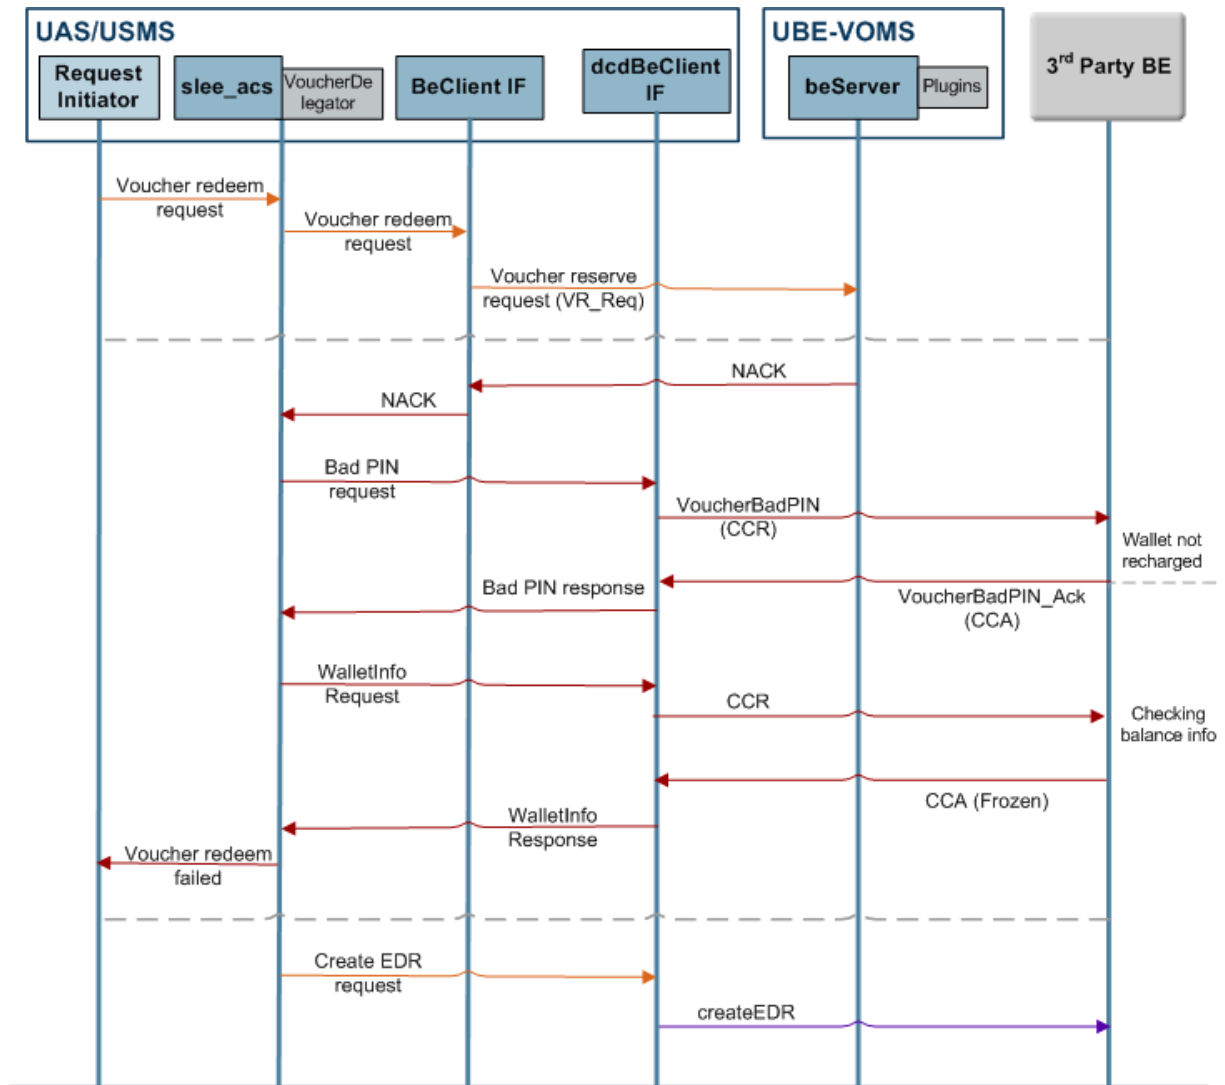 UAS/USMS
UBE-VOMS
Request
Initiator
slee_acs
VoucherDe
legator
BeClient IF
dcdBeClient
IF
beServer
Plugins
3rd Party BE
Voucher redeem
request
Voucher redeem
request
Voucher reserve
request (VR_Req)
NACK
NACK
Bad PIN
request
VoucherBadPIN
(CCR)
Wallet not
recharged
Bad PIN response
VoucherBadPIN_Ack
(CCA)
WalletInfo
Request
CCR
Checking
balance info
CCA (Frozen)
WalletInfo
Response
Voucher redeem
failed
Create EDR
request
createEDR